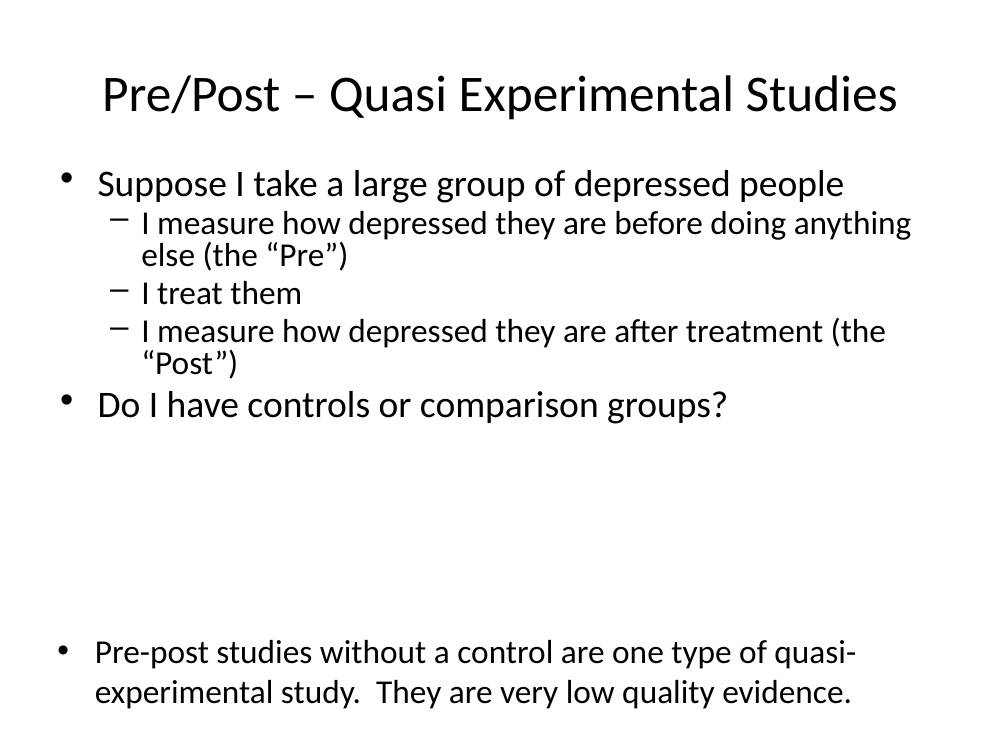 Pre/Post – Quasi Experimental Studies
• Suppose I take a large group of depressed people
– I measure how depressed they are before doing anything
else (the “Pre”)
– I treat them
– I measure how depressed they are after treatment (the
“Post”)
• Do I have controls or comparison groups?
• Pre-post studies without a control are one type of quasi-
experimental study.  They are very low quality evidence.